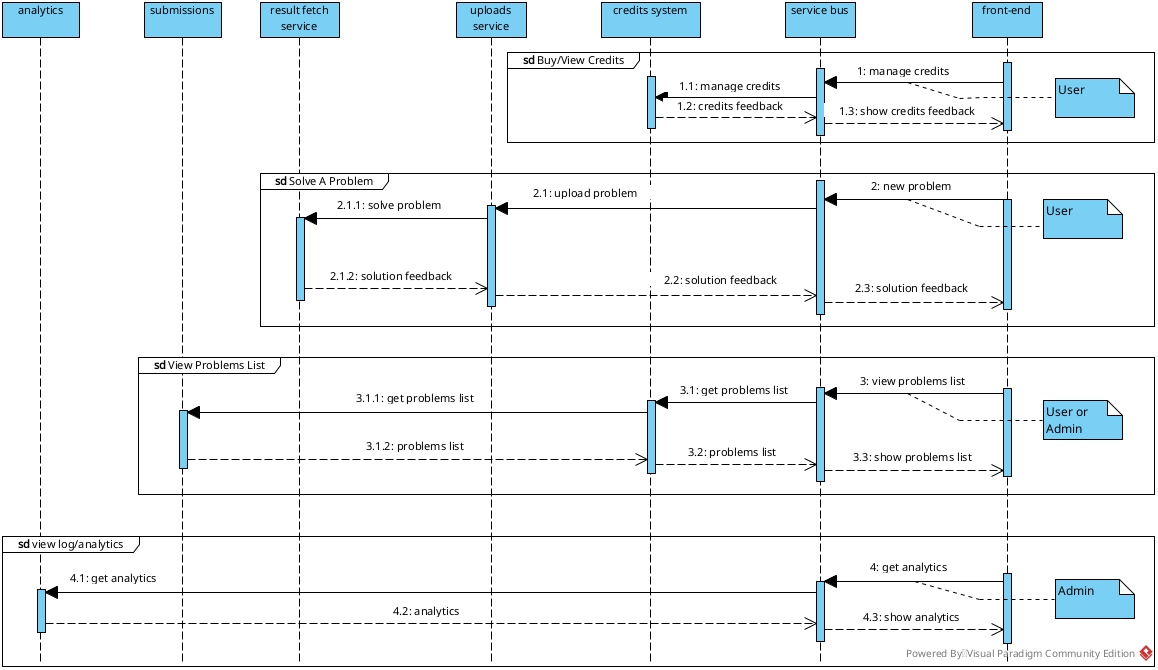 analytics
submissions
result fetch
service
uploads
service
credits system
service bus
front-end
sd Buy/View Credits
1: manage credits
1.1: manage credits
User
1.2: credits feedback
1.3: show credits feedback
sd Solve A Problem
2: new problem
2.1: upload problem
2.1.1: solve problem
User
2.1.2: solution feedback
2.2: solution feedback
2.3: solution feedback
sd View Problems List
3: view problems list
3.1: get problems list
3.1.1: get problems list
User or
Admin
3.1.2: problems list
3.2: problems list
3.3: show problems list
sd view log/analytics
4: get analytics
4.1: get analytics
Admin
4.2: analytics
4.3: show analytics
Powered By Visual Paradigm Community Edition